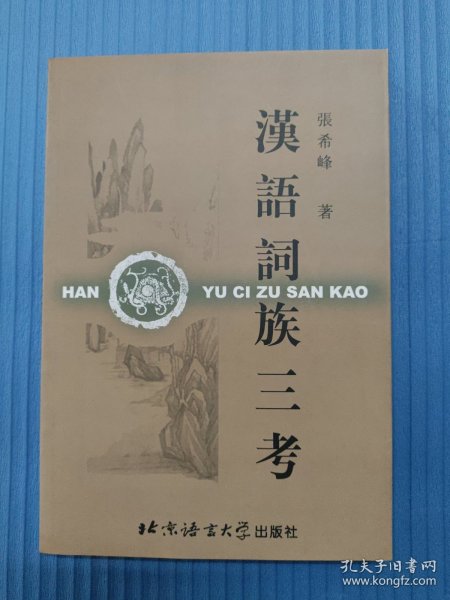 張希峰 著
漢語詞族三考
HAN YU CI ZU SAN KAO
北京语言大学出版社
孔夫子旧书网
www.kongfz.com